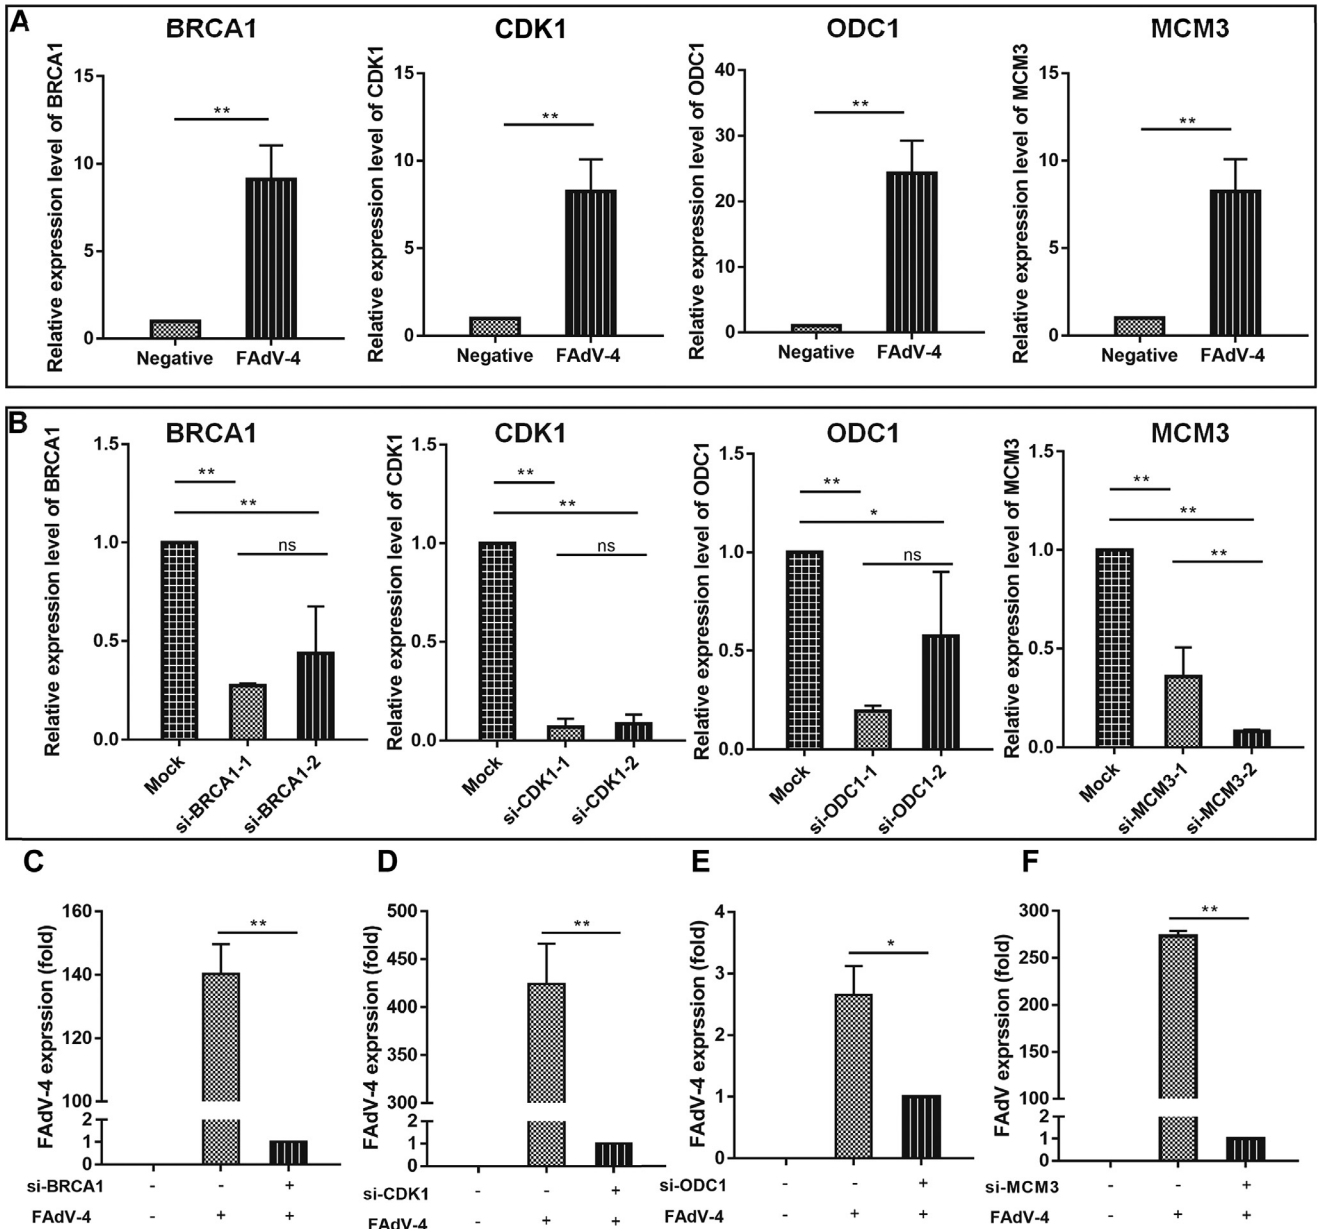 A
BRCA1
CDK1
ODC1
MCM3
Relative expression level of BRCA1
15
10
5
0
**
Negative
FAdV-4
Relative expression level of CDK1
15
10
5
0
**
Negative
FAdV-4
Relative expression level of ODC1
40
30
20
10
0
**
Negative
FAdV-4
Relative expression level of MCM3
15
10
5
0
**
Negative
FAdV-4
B
BRCA1
CDK1
ODC1
MCM3
Relative expression level of BRCA1
1.5
1.0
0.5
0.0
**
**
ns
Mock
si-BRCA1-1
si-BRCA1-2
Relative expression level of CDK1
1.5
1.0
0.5
0.0
**
**
ns
Mock
si-CDK1-1
si-CDK1-2
Relative expression level of ODC1
1.5
1.0
0.5
0.0
**
*
ns
Mock
si-ODC1-1
si-ODC1-2
Relative expression level of MCM3
1.5
1.0
0.5
0.0
**
**
**
Mock
si-MCM3-1
si-MCM3-2
C
FAdV-4 exprssion (fold)
160
140
120
100
2
1
0
**
si-BRCA1 - - +
FAdV-4 - + +
D
FAdV-4 exprssion (fold)
500
450
400
350
300
2
1
0
**
si-CDK1 - - +
FAdV-4 - + +
E
FAdV-4 exprssion (fold)
4
3
2
1
0
*
si-ODC1 - - +
FAdV-4 - + +
F
FAdV exprssion (fold)
300
250
200
150
100
2
1
0
**
si-MCM3 - - +
FAdV-4 - + +